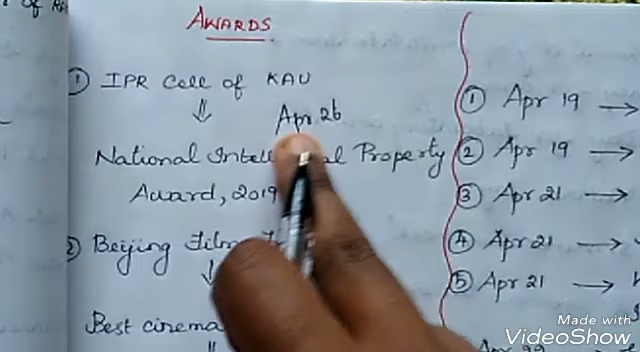 AWARDS
① IPR Cell of KAU
⇓ Apr 26
National Property
Award, 2019
② Beijing Film
↓
Best cinema
⇓
① Apr 19 →
② Apr 19 →
③ Apr 21 →
④ Apr 21 →
⑤ Apr 21 →
Made with
VideoShow